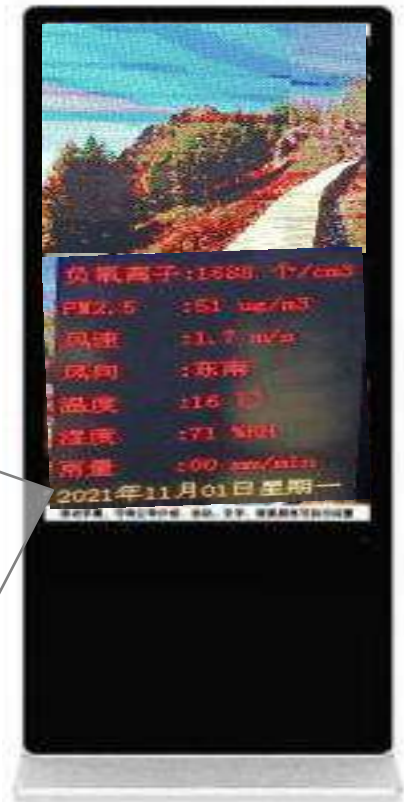 负氧离子:1688 个/cm3
PM2.5 :51 ug/m3
风速 :1.7 m/s
风向 :东南
温度 :16 ℃
湿度 :71 %RH
雨量 :00 mm/min
2021年11月01日星期一